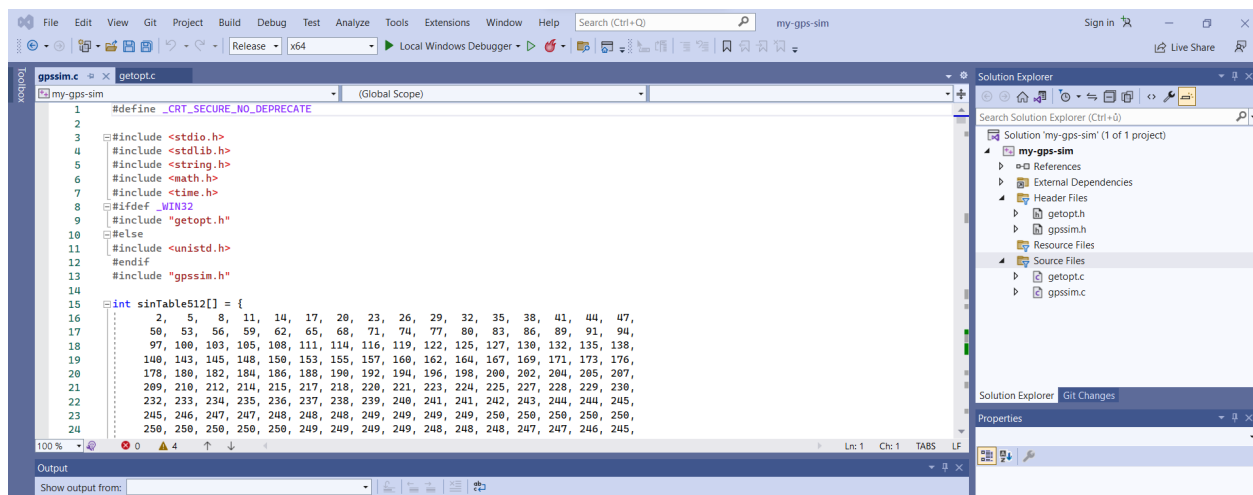 File Edit View Git Project Build Debug Test Analyze Tools Extensions Window Help Search (Ctrl+Q) my-gps-sim Sign in
Release x64 Local Windows Debugger Live Share
Toolbox
gpssim.c getopt.c
my-gps-sim (Global Scope)
1 #define _CRT_SECURE_NO_DEPRECATE
2
3 #include <stdio.h>
4 #include <stdlib.h>
5 #include <string.h>
6 #include <math.h>
7 #include <time.h>
8 #ifdef _WIN32
9 #include "getopt.h"
10 #else
11 #include <unistd.h>
12 #endif
13 #include "gpssim.h"
14
15 int sinTable512[] = {
16 2, 5, 8, 11, 14, 17, 20, 23, 26, 29, 32, 35, 38, 41, 44, 47,
17 50, 53, 56, 59, 62, 65, 68, 71, 74, 77, 80, 83, 86, 89, 91, 94,
18 97, 100, 103, 105, 108, 111, 114, 116, 119, 122, 125, 127, 130, 132, 135, 138,
19 140, 143, 145, 148, 150, 153, 155, 157, 160, 162, 164, 167, 169, 171, 173, 176,
20 178, 180, 182, 184, 186, 188, 190, 192, 194, 196, 198, 200, 202, 204, 205, 207,
21 209, 210, 212, 214, 215, 217, 218, 220, 221, 223, 224, 225, 227, 228, 229, 230,
22 232, 233, 234, 235, 236, 237, 238, 239, 240, 241, 241, 242, 243, 244, 244, 245,
23 245, 246, 247, 247, 248, 248, 248, 249, 249, 249, 249, 250, 250, 250, 250, 250,
24 250, 250, 250, 250, 249, 249, 249, 249, 248, 248, 248, 247, 247, 246, 245,
100 % 0 4 Ln: 1 Ch: 1 TABS LF
Output
Show output from:
Solution Explorer
Search Solution Explorer (Ctrl+ů)
Solution 'my-gps-sim' (1 of 1 project)
my-gps-sim
References
External Dependencies
Header Files
getopt.h
gpssim.h
Resource Files
Source Files
getopt.c
gpssim.c
Solution Explorer Git Changes
Properties